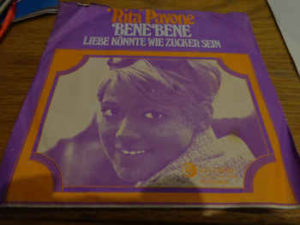 Rita Pavone
BENE BENE
LIEBE KÖNNTE WIE ZUCKER SEIN